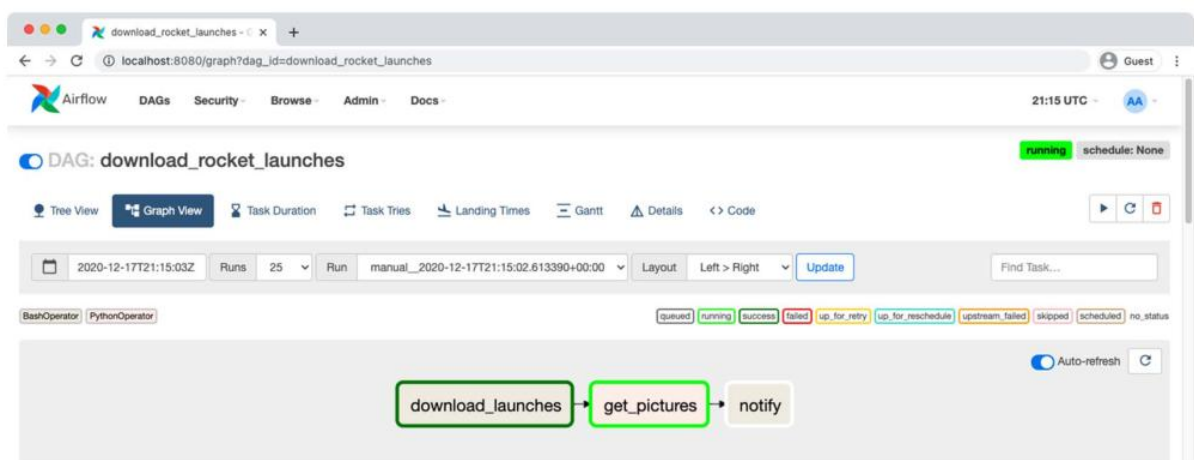 download_rocket_launches - 
localhost:8080/graph?dag_id=download_rocket_launches Guest
Airflow DAGs Security Browse Admin Docs 21:15 UTC AA
DAG: download_rocket_launches running schedule: None
Tree View Graph View Task Duration Task Tries Landing Times Gantt Details <> Code
2020-12-17T21:15:03Z Runs 25 Run manual__2020-12-17T21:15:02.613390+00:00 Layout Left > Right Update Find Task...
BashOperator PythonOperator queued running success failed up_for_retry up_for_reschedule upstream_failed skipped scheduled no_status
Auto-refresh
download_launches get_pictures notify